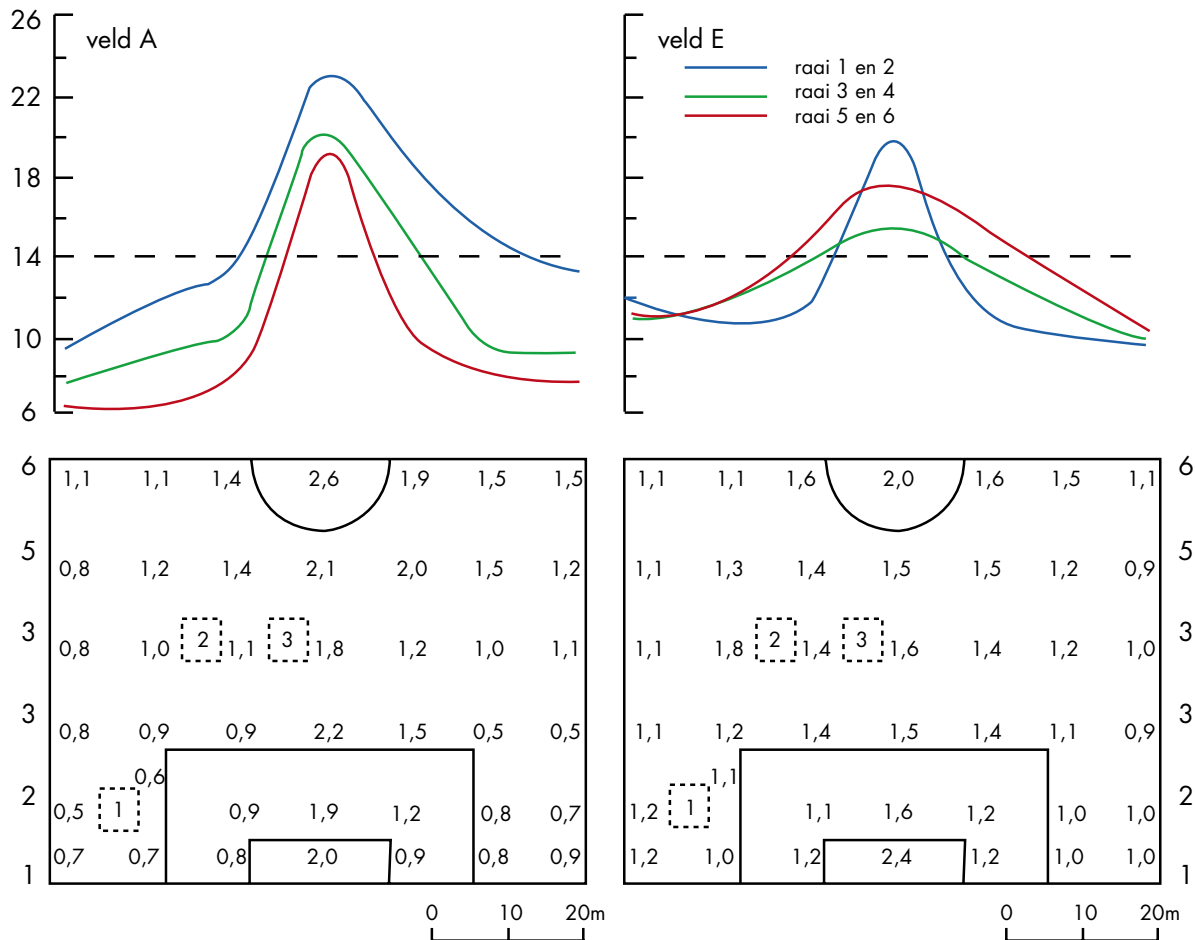 26
22
18
14
10
6
veld A
veld E
raai 1 en 2
raai 3 en 4
raai 5 en 6
6 1,1 1,1 1,4 2,6 1,9 1,5 1,5
5 0,8 1,2 1,4 2,1 2,0 1,5 1,2
3 0,8 1,0 2 1,1 3 1,8 1,2 1,0 1,1
3 0,8 0,9 0,9 2,2 1,5 0,5 0,5
0,6
2 0,5 1 0,9 1,9 1,2 0,8 0,7
1 0,7 0,7 0,8 2,0 0,9 0,8 0,9
0 10 20m
1,1 1,1 1,6 2,0 1,6 1,5 1,1 6
1,1 1,3 1,4 1,5 1,5 1,2 0,9 5
1,1 1,8 2 1,4 3 1,6 1,4 1,2 1,0 3
1,1 1,2 1,4 1,5 1,4 1,1 0,9 3
1,1
1,2 1 1,1 1,6 1,2 1,0 1,0 2
1,2 1,0 1,2 2,4 1,2 1,0 1,0 1
0 10 20m